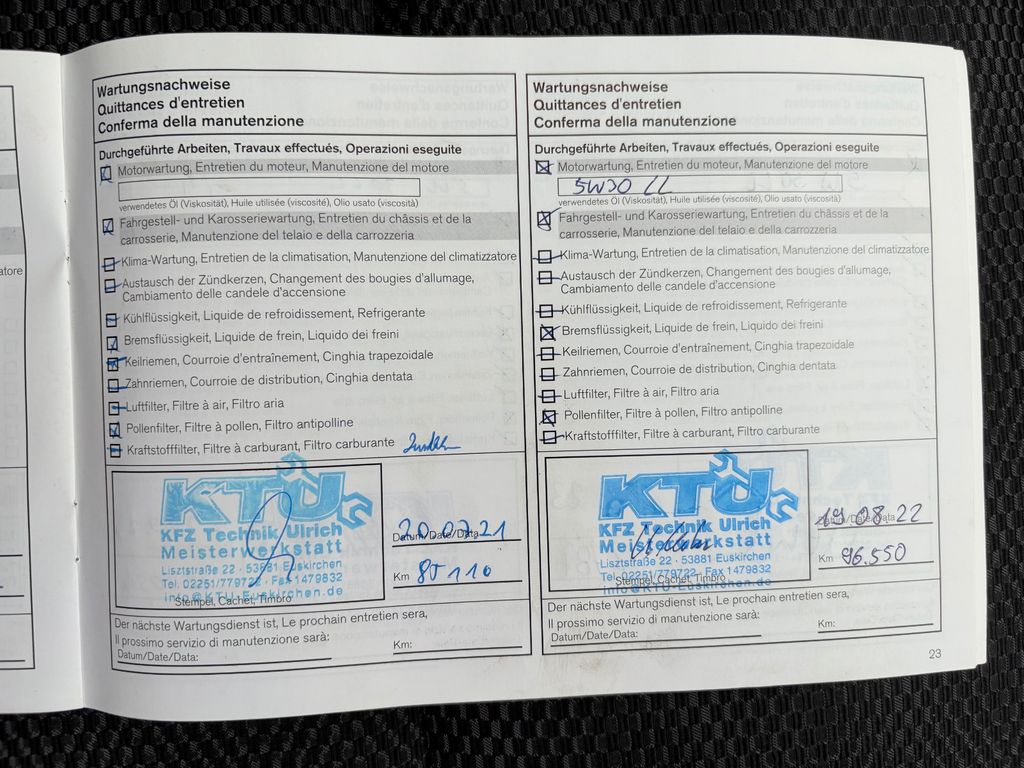 atore
Wartungsnachweise
Quittances d'entretien
Conferma della manutenzione
Durchgeführte Arbeiten, Travaux effectués, Operazioni eseguite
Motorwartung, Entretien du moteur, Manutenzione del motore
verwendetes Öl (Viskosität), Huile utilisée (viscosité), Olio usato (viscosità)
Fahrgestell- und Karosseriewartung, Entretien du châssis et de la
carrosserie, Manutenzione del telaio e della carrozzeria
Klima-Wartung, Entretien de la climatisation, Manutenzione del climatizzatore
Austausch der Zündkerzen, Changement des bougies d'allumage,
Cambiamento delle candele d'accensione
Kühlflüssigkeit, Liquide de refroidissement, Refrigerante
Bremsflüssigkeit, Liquide de frein, Liquido dei freini
Keilriemen, Courroie d'entraînement, Cinghia trapezoidale
Zahnriemen, Courroie de distribution, Cinghia dentata
Luftfilter, Filtre à air, Filtro aria
Pollenfilter, Filtre à pollen, Filtro antipolline
Kraftstofffilter, Filtre à carburant, Filtro carburante
KTU
KFZ Technik Ulrich
Meisterwerkstatt
Lisztstraße 22 · 53881 Euskirchen
Tel. 02251/779722 · Fax 1479832
info@KTU-Euskirchen.de
Stempel, Cachet, Timbro
20.07.21
Datum/Date/Data
Km 85 110
Der nächste Wartungsdienst ist, Le prochain entretien sera,
Il prossimo servizio di manutenzione sarà:
Datum/Date/Data:
Km:
Wartungsnachweise
Quittances d'entretien
Conferma della manutenzione
Durchgeführte Arbeiten, Travaux effectués, Operazioni eseguite
Motorwartung, Entretien du moteur, Manutenzione del motore
5W30 LL
verwendetes Öl (Viskosität), Huile utilisée (viscosité), Olio usato (viscosità)
Fahrgestell- und Karosseriewartung, Entretien du châssis et de la
carrosserie, Manutenzione del telaio e della carrozzeria
Klima-Wartung, Entretien de la climatisation, Manutenzione del climatizzatore
Austausch der Zündkerzen, Changement des bougies d'allumage,
Cambiamento delle candele d'accensione
Kühlflüssigkeit, Liquide de refroidissement, Refrigerante
Bremsflüssigkeit, Liquide de frein, Liquido dei freini
Keilriemen, Courroie d'entraînement, Cinghia trapezoidale
Zahnriemen, Courroie de distribution, Cinghia dentata
Luftfilter, Filtre à air, Filtro aria
Pollenfilter, Filtre à pollen, Filtro antipolline
Kraftstofffilter, Filtre à carburant, Filtro carburante
KTU
KFZ Technik Ulrich
Meisterwerkstatt
Lisztstraße 22 · 53881 Euskirchen
Tel. 02251/779722 · Fax 1479832
info@KTU-Euskirchen.de
Stempel, Cachet, Timbro
19.08.22
Datum/Date/Data
Km 96.550
Der nächste Wartungsdienst ist, Le prochain entretien sera,
Il prossimo servizio di manutenzione sarà:
Datum/Date/Data:
Km:
23